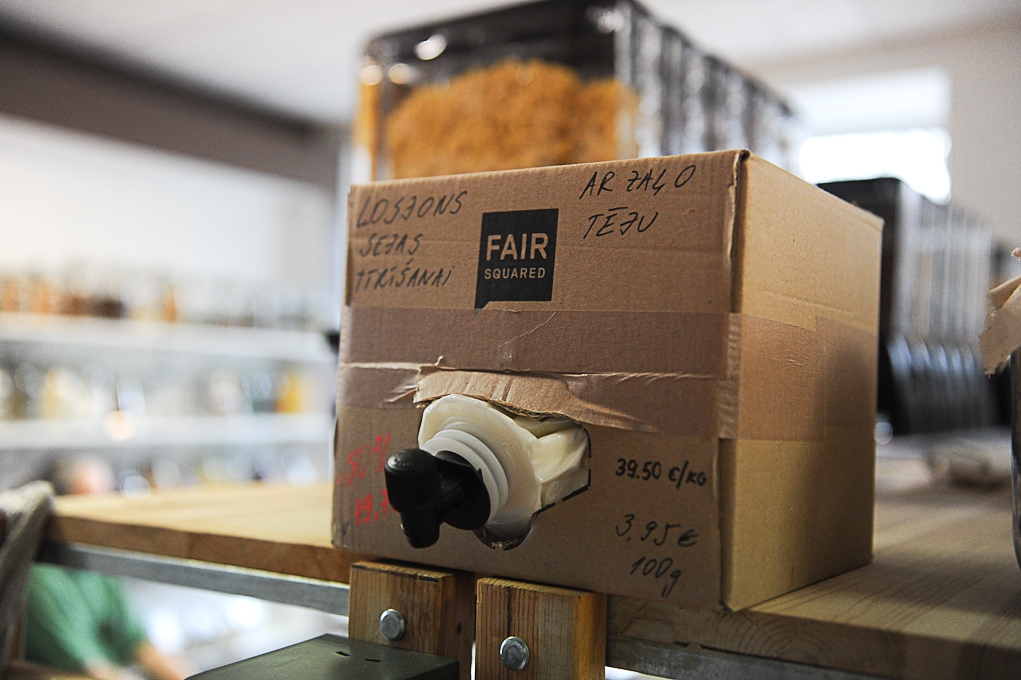 LOSJONS
SEJAS
TĪRĪŠANAI
FAIR
SQUARED
AR ZAĻO
TĒJU
39.50 €/KG
3,95 €
100g